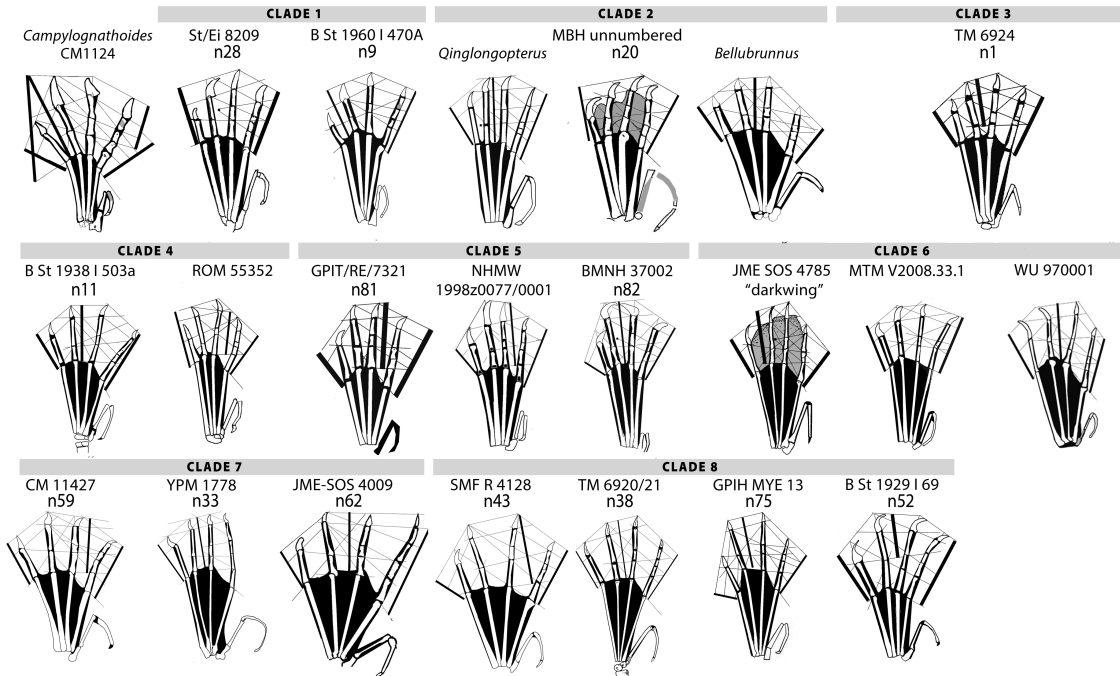 CLADE 1
CLADE 2
CLADE 3
Campylognathoides
CM1124
St/Ei 8209
n28
B St 1960 I 470A
n9
Qinglongopterus
MBH unnumbered
n20
Bellubrunnus
TM 6924
n1
CLADE 4
CLADE 5
CLADE 6
B St 1938 I 503a
n11
ROM 55352
GPIT/RE/7321
n81
NHMW
1998z0077/0001
BMNH 37002
n82
JME SOS 4785
“darkwing”
MTM V2008.33.1
WU 970001
CLADE 7
CLADE 8
CM 11427
n59
YPM 1778
n33
JME-SOS 4009
n62
SMF R 4128
n43
TM 6920/21
n38
GPIH MYE 13
n75
B St 1929 I 69
n52